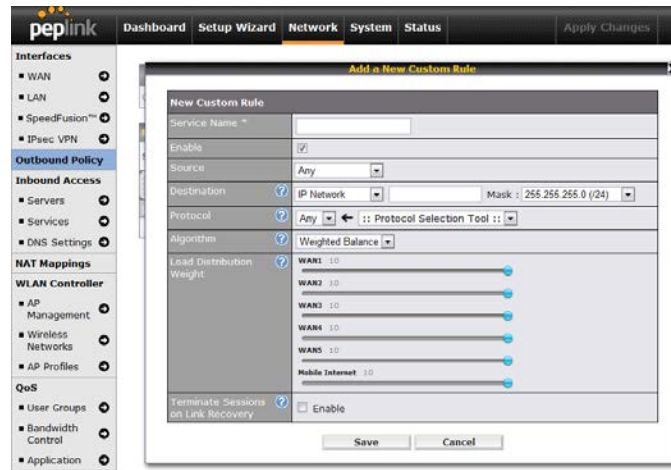 peplink
Dashboard Setup Wizard Network System Status Apply Changes
Interfaces
WAN
LAN
SpeedFusion™
IPsec VPN
Outbound Policy
Inbound Access
Servers
Services
DNS Settings
NAT Mappings
WLAN Controller
AP
Management
Wireless
Networks
AP Profiles
QoS
User Groups
Bandwidth
Control
Application
Add a New Custom Rule
New Custom Rule
Service Name *
Enable
Source Any
Destination ? IP Network Mask : 255.255.255.0 (/24)
Protocol ? Any :: Protocol Selection Tool ::
Algorithm ? Weighted Balance
Load Distribution ?
Weight
WAN1 10
WAN2 10
WAN3 10
WAN4 10
WAN5 10
Mobile Internet 10
Terminate Sessions ?
on Link Recovery
Enable
Save Cancel